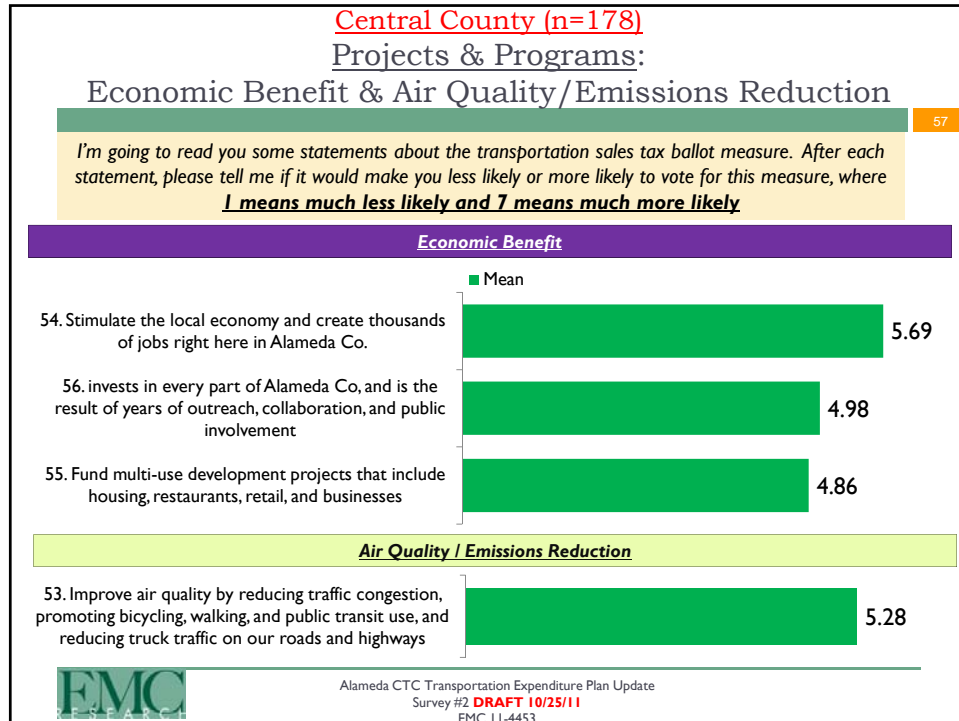 Central County (n=178)
Projects & Programs:
Economic Benefit & Air Quality/Emissions Reduction
57
I'm going to read you some statements about the transportation sales tax ballot measure. After each
statement, please tell me if it would make you less likely or more likely to vote for this measure, where
1 means much less likely and 7 means much more likely
Economic Benefit
Mean
54. Stimulate the local economy and create thousands
of jobs right here in Alameda Co.
5.69
56. invests in every part of Alameda Co, and is the
result of years of outreach, collaboration, and public
involvement
4.98
55. Fund multi-use development projects that include
housing, restaurants, retail, and businesses
4.86
Air Quality / Emissions Reduction
53. Improve air quality by reducing traffic congestion,
promoting bicycling, walking, and public transit use, and
reducing truck traffic on our roads and highways
5.28
EMC
RESEARCH
Alameda CTC Transportation Expenditure Plan Update
Survey #2 DRAFT 10/25/11
EMC 11-4453